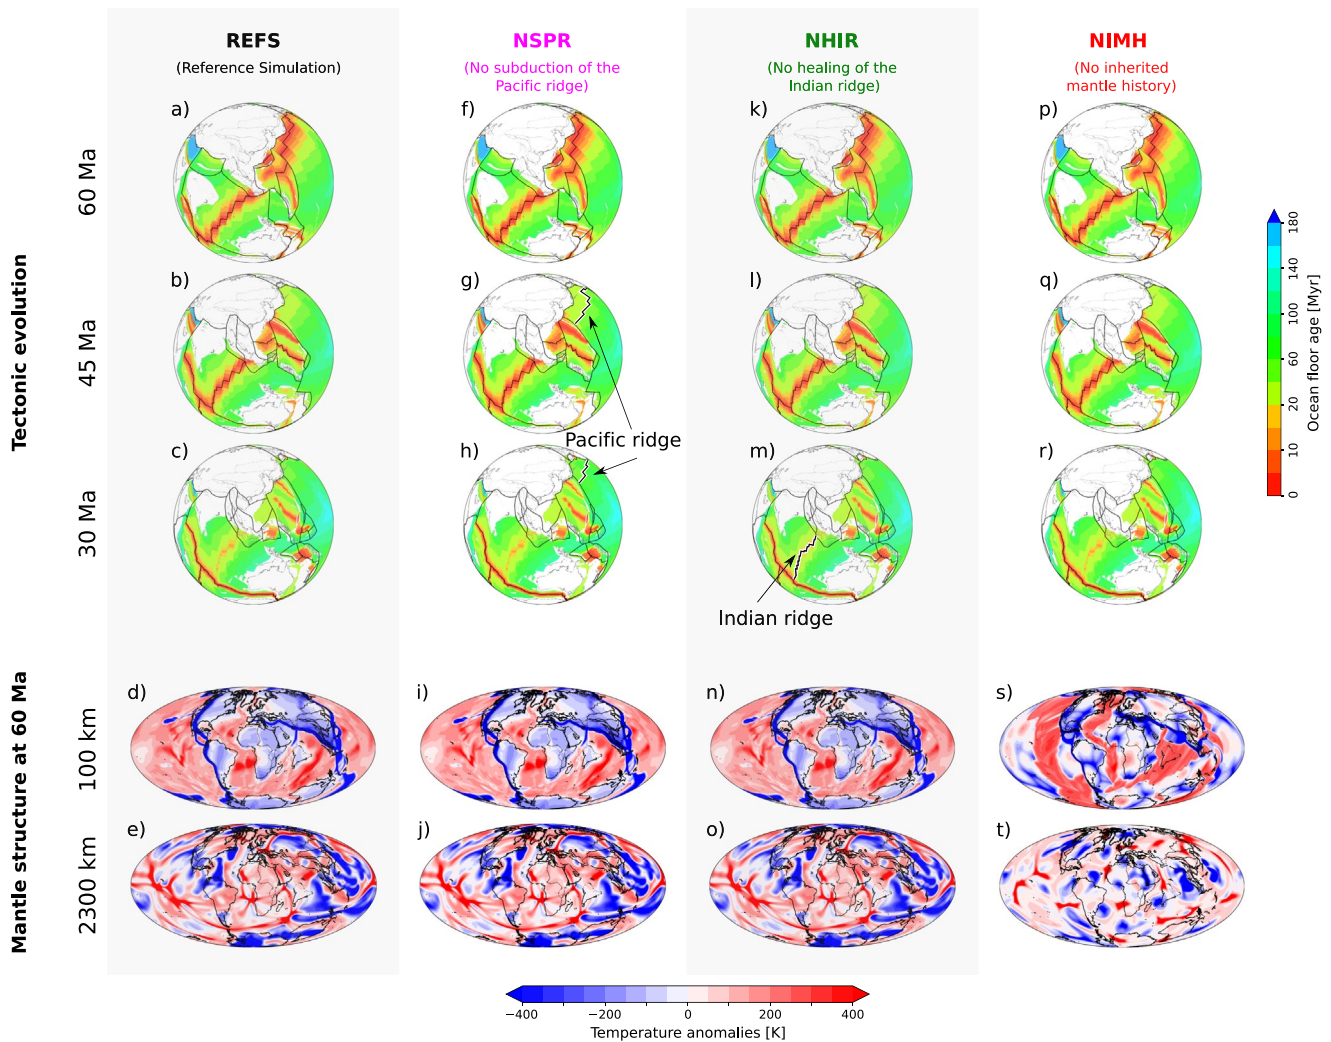 REFS
(Reference Simulation)
NSPR
(No subduction of the
Pacific ridge)
NHIR
(No healing of the
Indian ridge)
NIMH
(No inherited
mantle history)
Tectonic evolution
60 Ma
a)
f)
k)
p)
45 Ma
b)
g)
l)
q)
Pacific ridge
30 Ma
c)
h)
m)
r)
Indian ridge
0
10
20
60
100
140
180
Ocean floor age [Myr]
Mantle structure at 60 Ma
100 km
d)
i)
n)
s)
2300 km
e)
j)
o)
t)
−400
−200
0
200
400
Temperature anomalies [K]